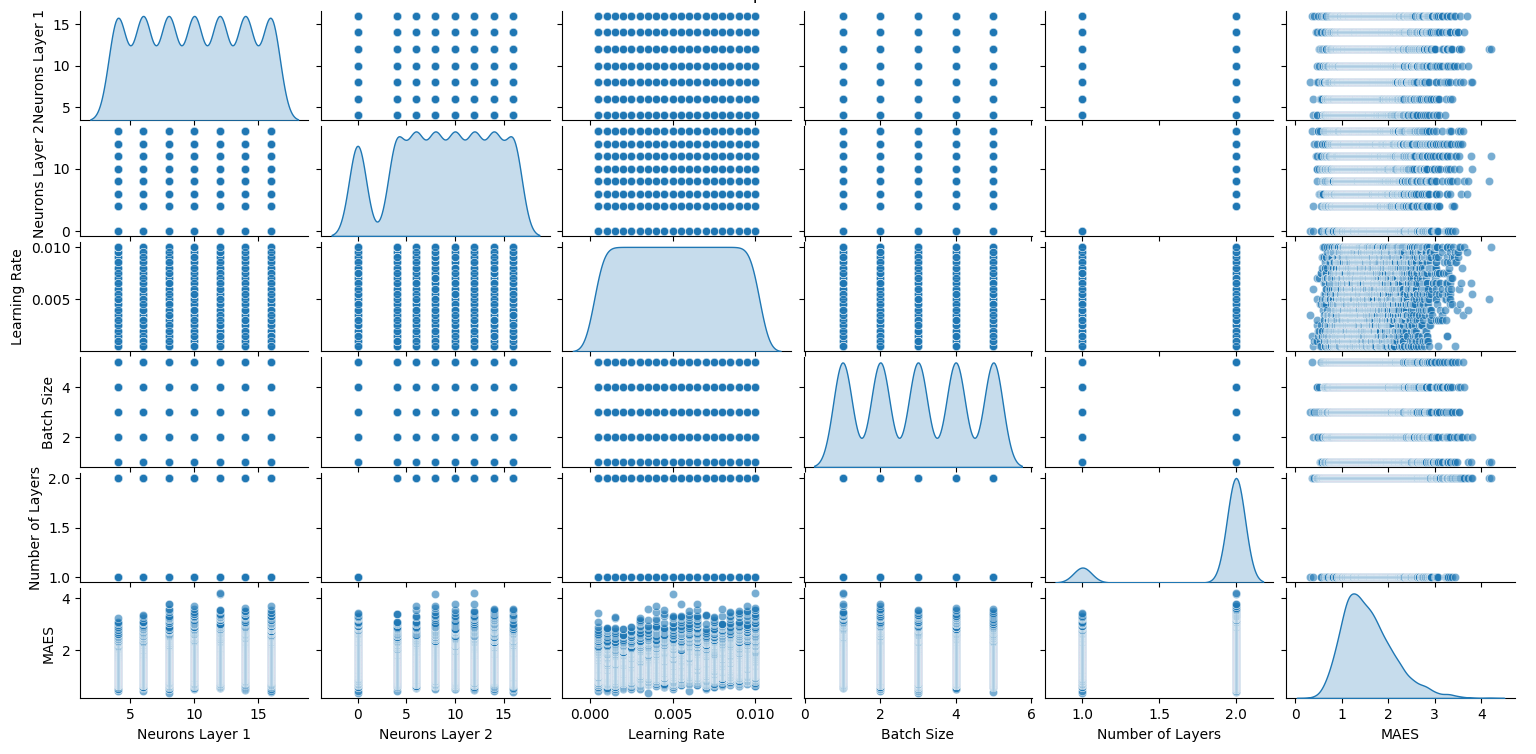 Neurons Layer 1
15
10
5
Neurons Layer 2
10
0
Learning Rate
0.010
0.005
Batch Size
4
2
Number of Layers
2.0
1.5
1.0
MAES
4
2
5 10 15 0 5 10 15 0.000 0.005 0.010 0 2 4 6 1.0 1.5 2.0 0 1 2 3 4
Neurons Layer 1 Neurons Layer 2 Learning Rate Batch Size Number of Layers MAES